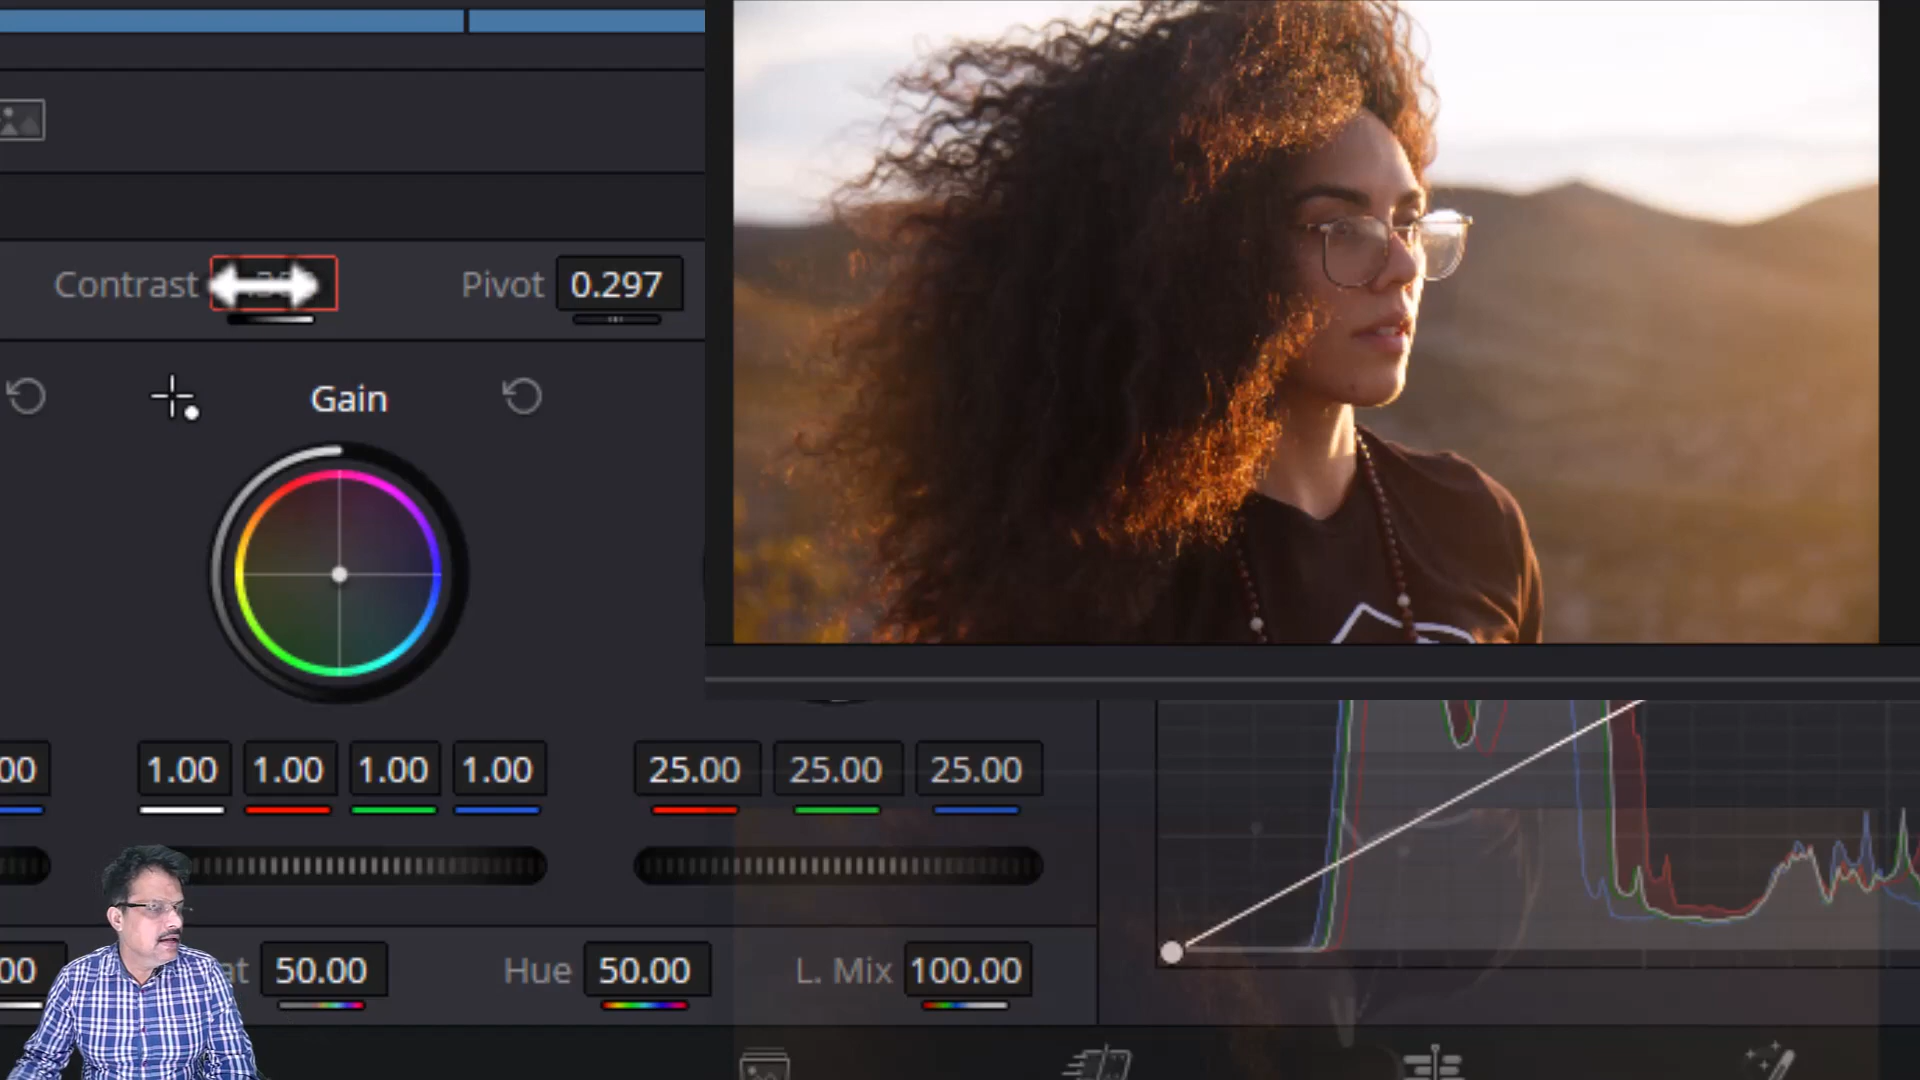 Contrast Pivot 0.297
Gain
00 1.00 1.00 1.00 1.00 25.00 25.00 25.00
00 at 50.00 Hue 50.00 L. Mix 100.00